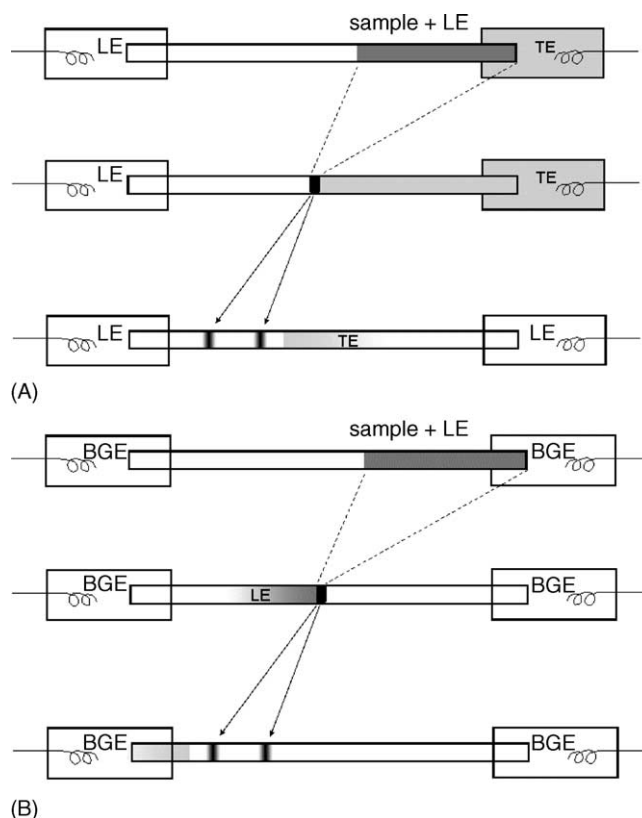 sample + LE
LE TE
LE TE
LE TE LE
(A)
sample + LE
BGE BGE
BGE LE BGE
BGE BGE
(B)